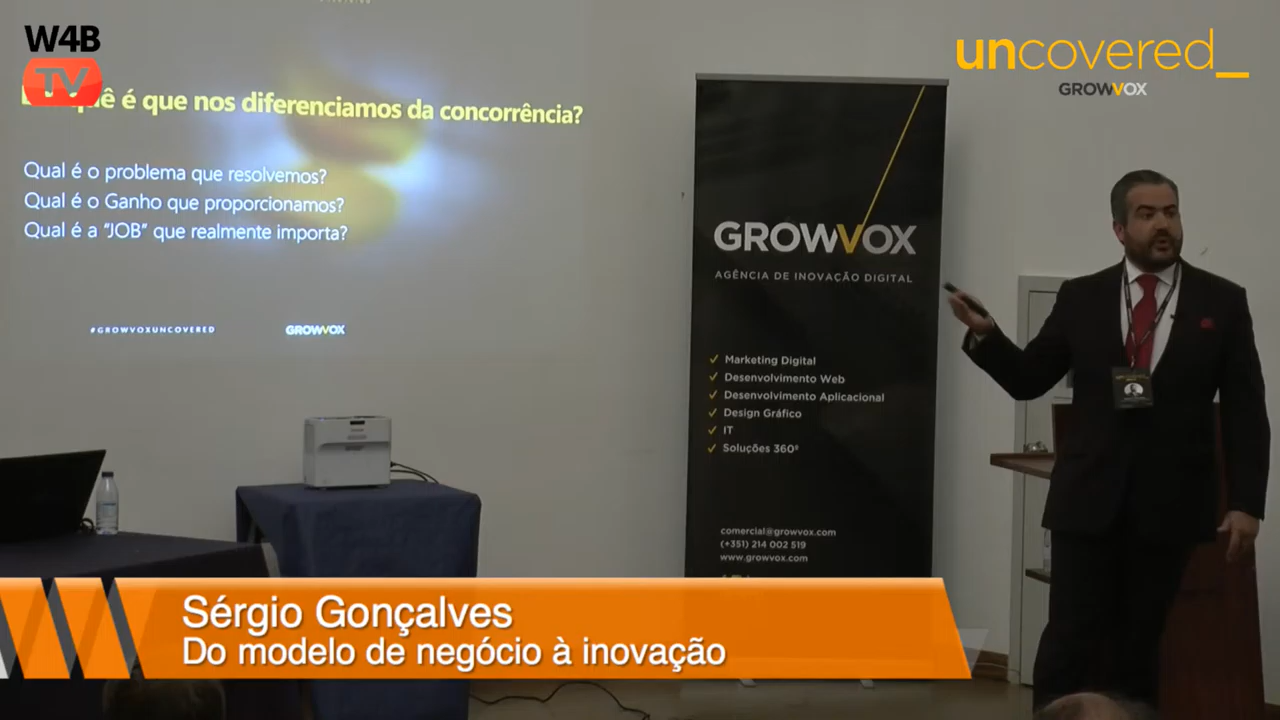 W4B
TV
uncovered_
GROWVOX
quê é que nos diferenciamos da concorrência?
Qual é o problema que resolvemos?
Qual é o Ganho que proporcionamos?
Qual é a "JOB" que realmente importa?
#GROWVOXUNCOVERED
GROWVOX
GROWVOX
AGÊNCIA DE INOVAÇÃO DIGITAL
✓ Marketing Digital
✓ Desenvolvimento Web
✓ Desenvolvimento Aplicacional
✓ Design Gráfico
✓ IT
✓ Soluções 360º
comercial@growvox.com
(+351) 214 002 519
www.growvox.com
Sérgio Gonçalves
Do modelo de negócio à inovação